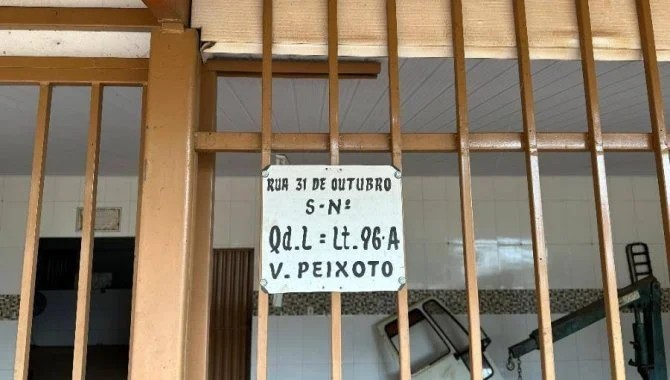 RUA 31 DE OUTUBRO
S-Nº
Qd.L = Lt.96-A
V. PEIXOTO